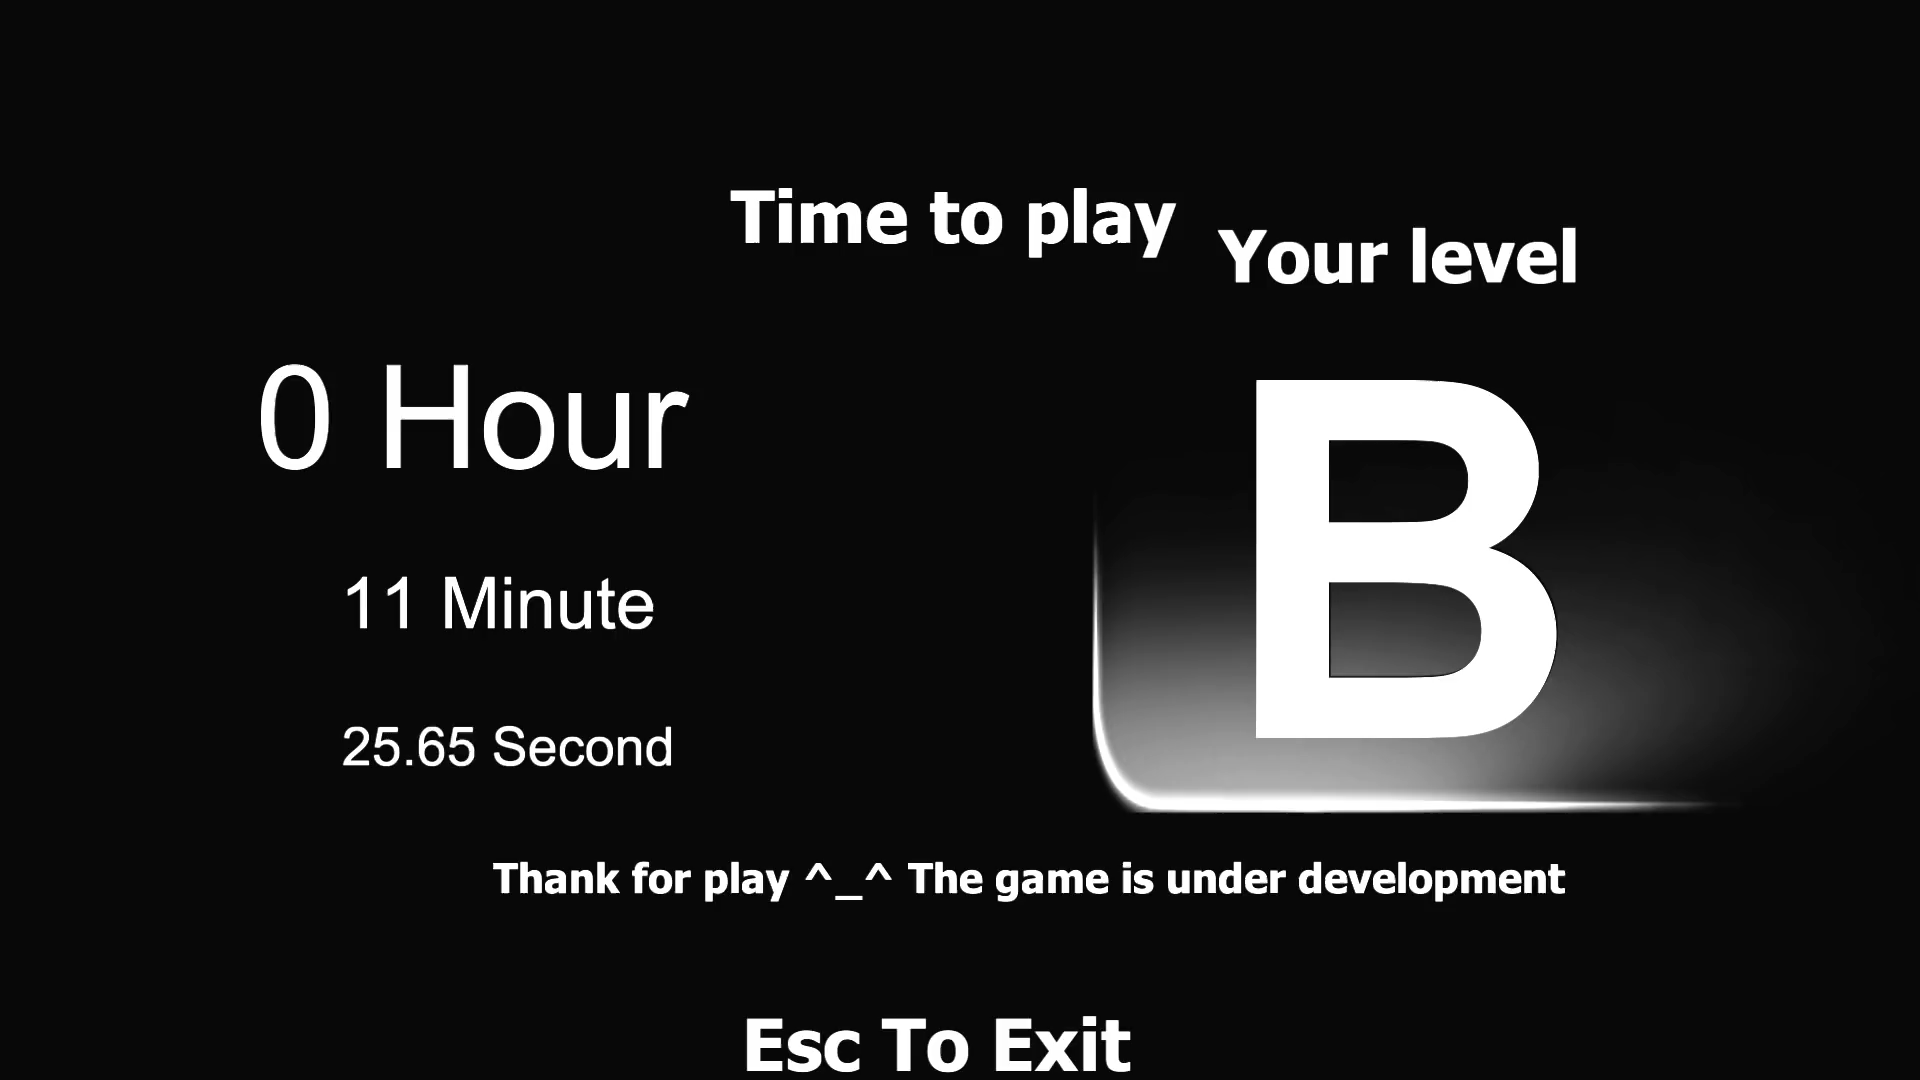 Time to play
Your level
0 Hour
B
11 Minute
25.65 Second
Thank for play ^_^ The game is under development
Esc To Exit